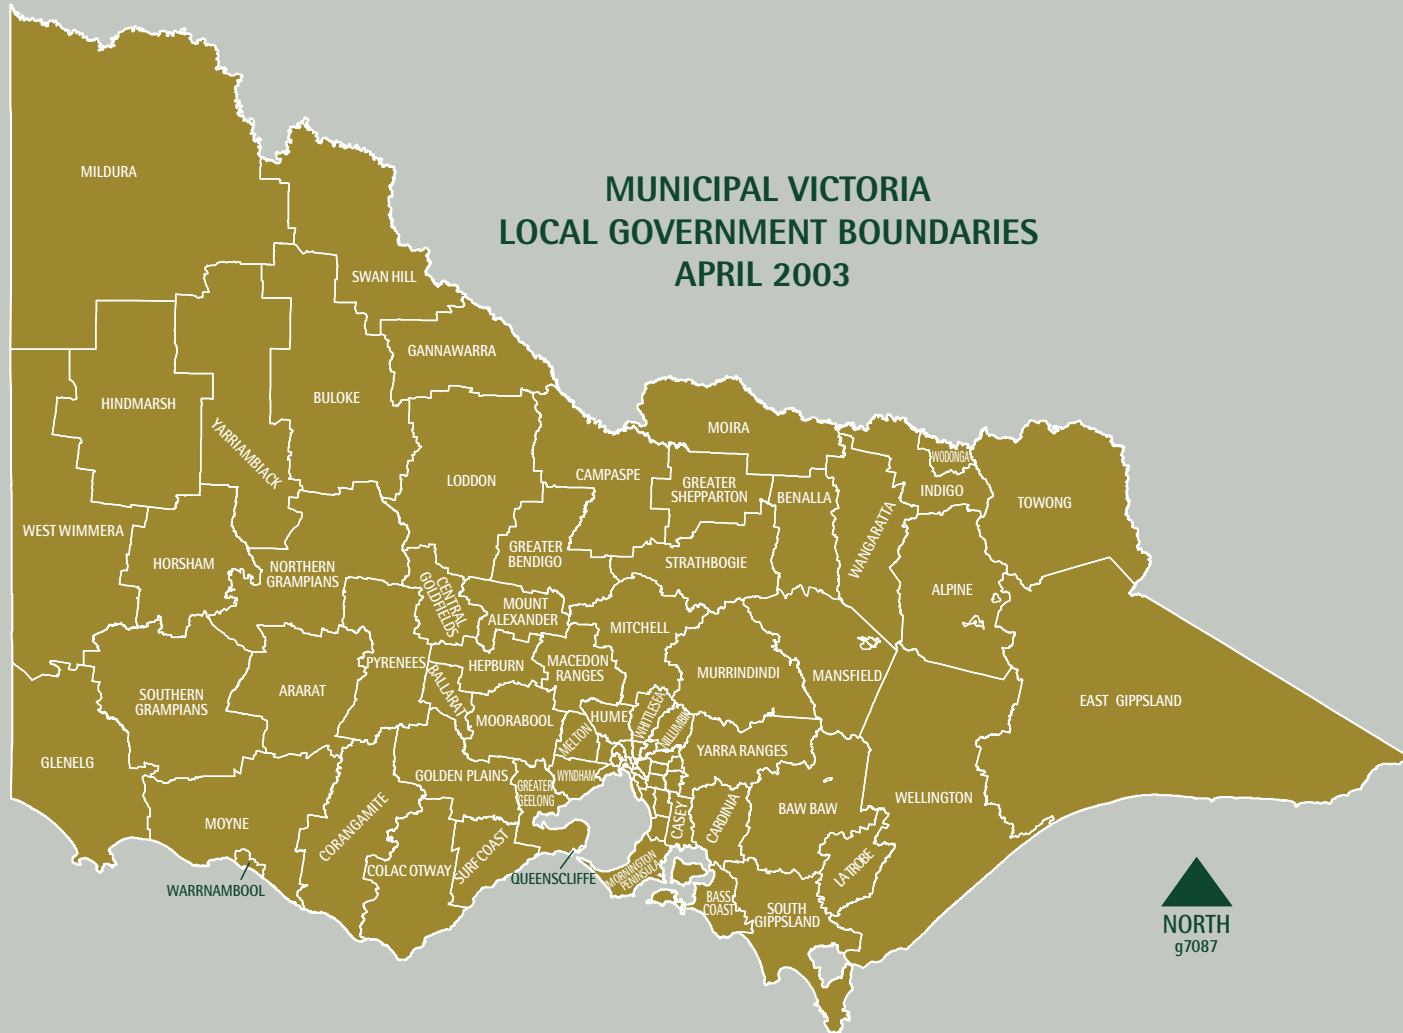 MUNICIPAL VICTORIA
LOCAL GOVERNMENT BOUNDARIES
APRIL 2003
MILDURA
SWAN HILL
GANNAWARRA
HINDMARSH
BULOKE
YARRIAMBIACK
MOIRA
WODONGA
LODDON
CAMPASPE
GREATER
SHEPPARTON
BENALLA
INDIGO
TOWONG
WEST WIMMERA
WANGARATTA
HORSHAM
NORTHERN
GRAMPIANS
GREATER
BENDIGO
STRATHBOGIE
CENTRAL
GOLDFIELDS
MOUNT
ALEXANDER
ALPINE
MITCHELL
PYRENEES
HEPBURN
MACEDON
RANGES
MURRINDINDI
MANSFIELD
SOUTHERN
GRAMPIANS
ARARAT
BALLARAT
EAST GIPPSLAND
MOORABOOL
HUME
WHITTLESEA
NILLUMBIK
MELTON
YARRA RANGES
GLENELG
GOLDEN PLAINS
WYNDHAM
GREATER
GEELONG
WELLINGTON
BAW BAW
MOYNE
CORANGAMITE
CASEY
CARDINIA
SURF COAST
COLAC OTWAY
LA TROBE
MORNINGTON
PENINSULA
QUEENSCLIFFE
WARRNAMBOOL
BASS
COAST
SOUTH
GIPPSLAND
NORTH
g7087